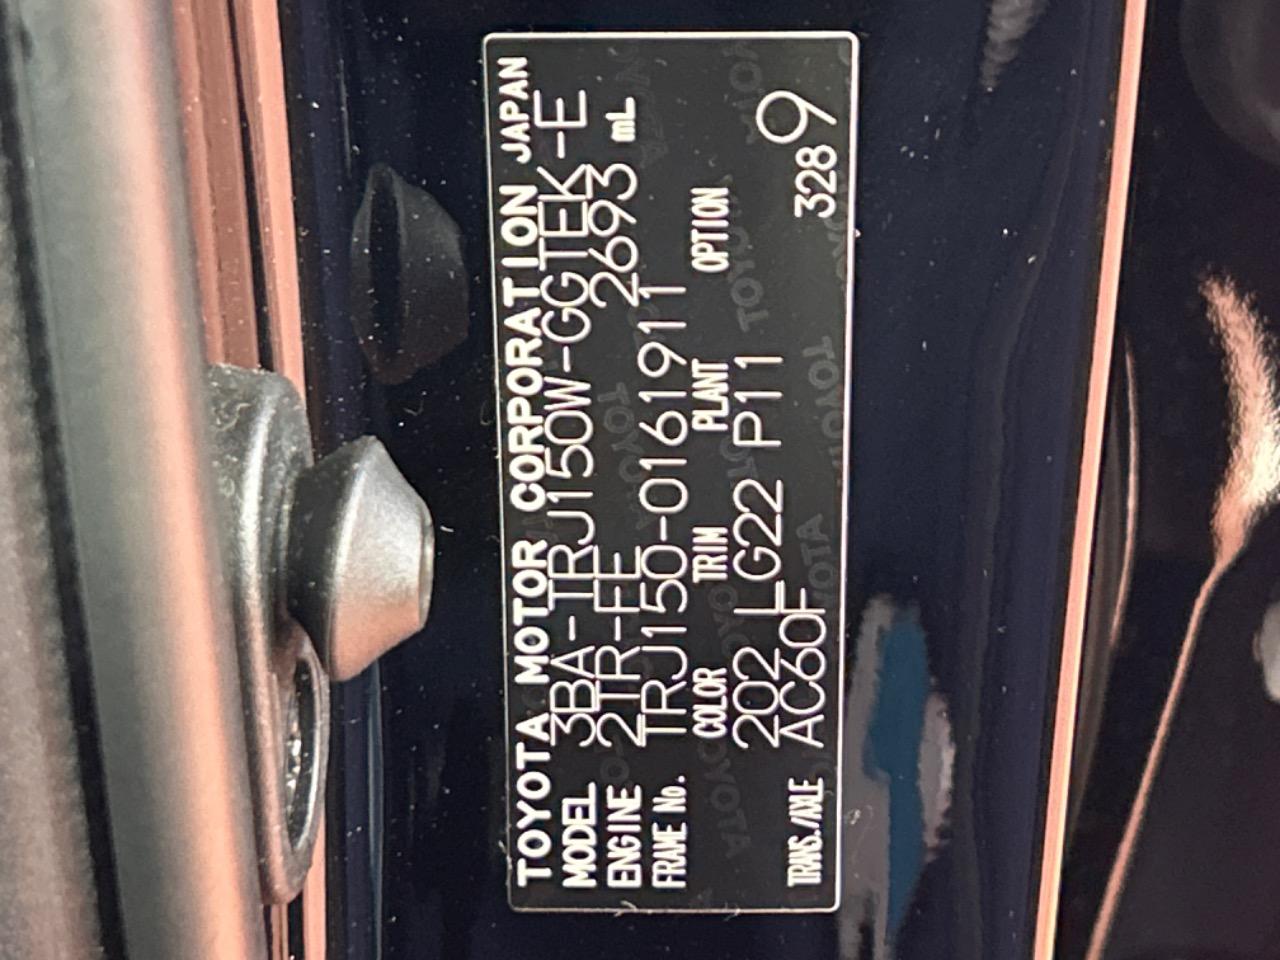 TOYOTA MOTOR CORPORATION JAPAN
MODEL 3BA-TRJ150W-GGTEK-E
ENGINE 2TR-FE 2693 mL
FRAME No. TRJ150-0161911
COLOR TRIM PLANT OPTION
202 LG22 P11
TRANS./AXLE AC60F 328 9